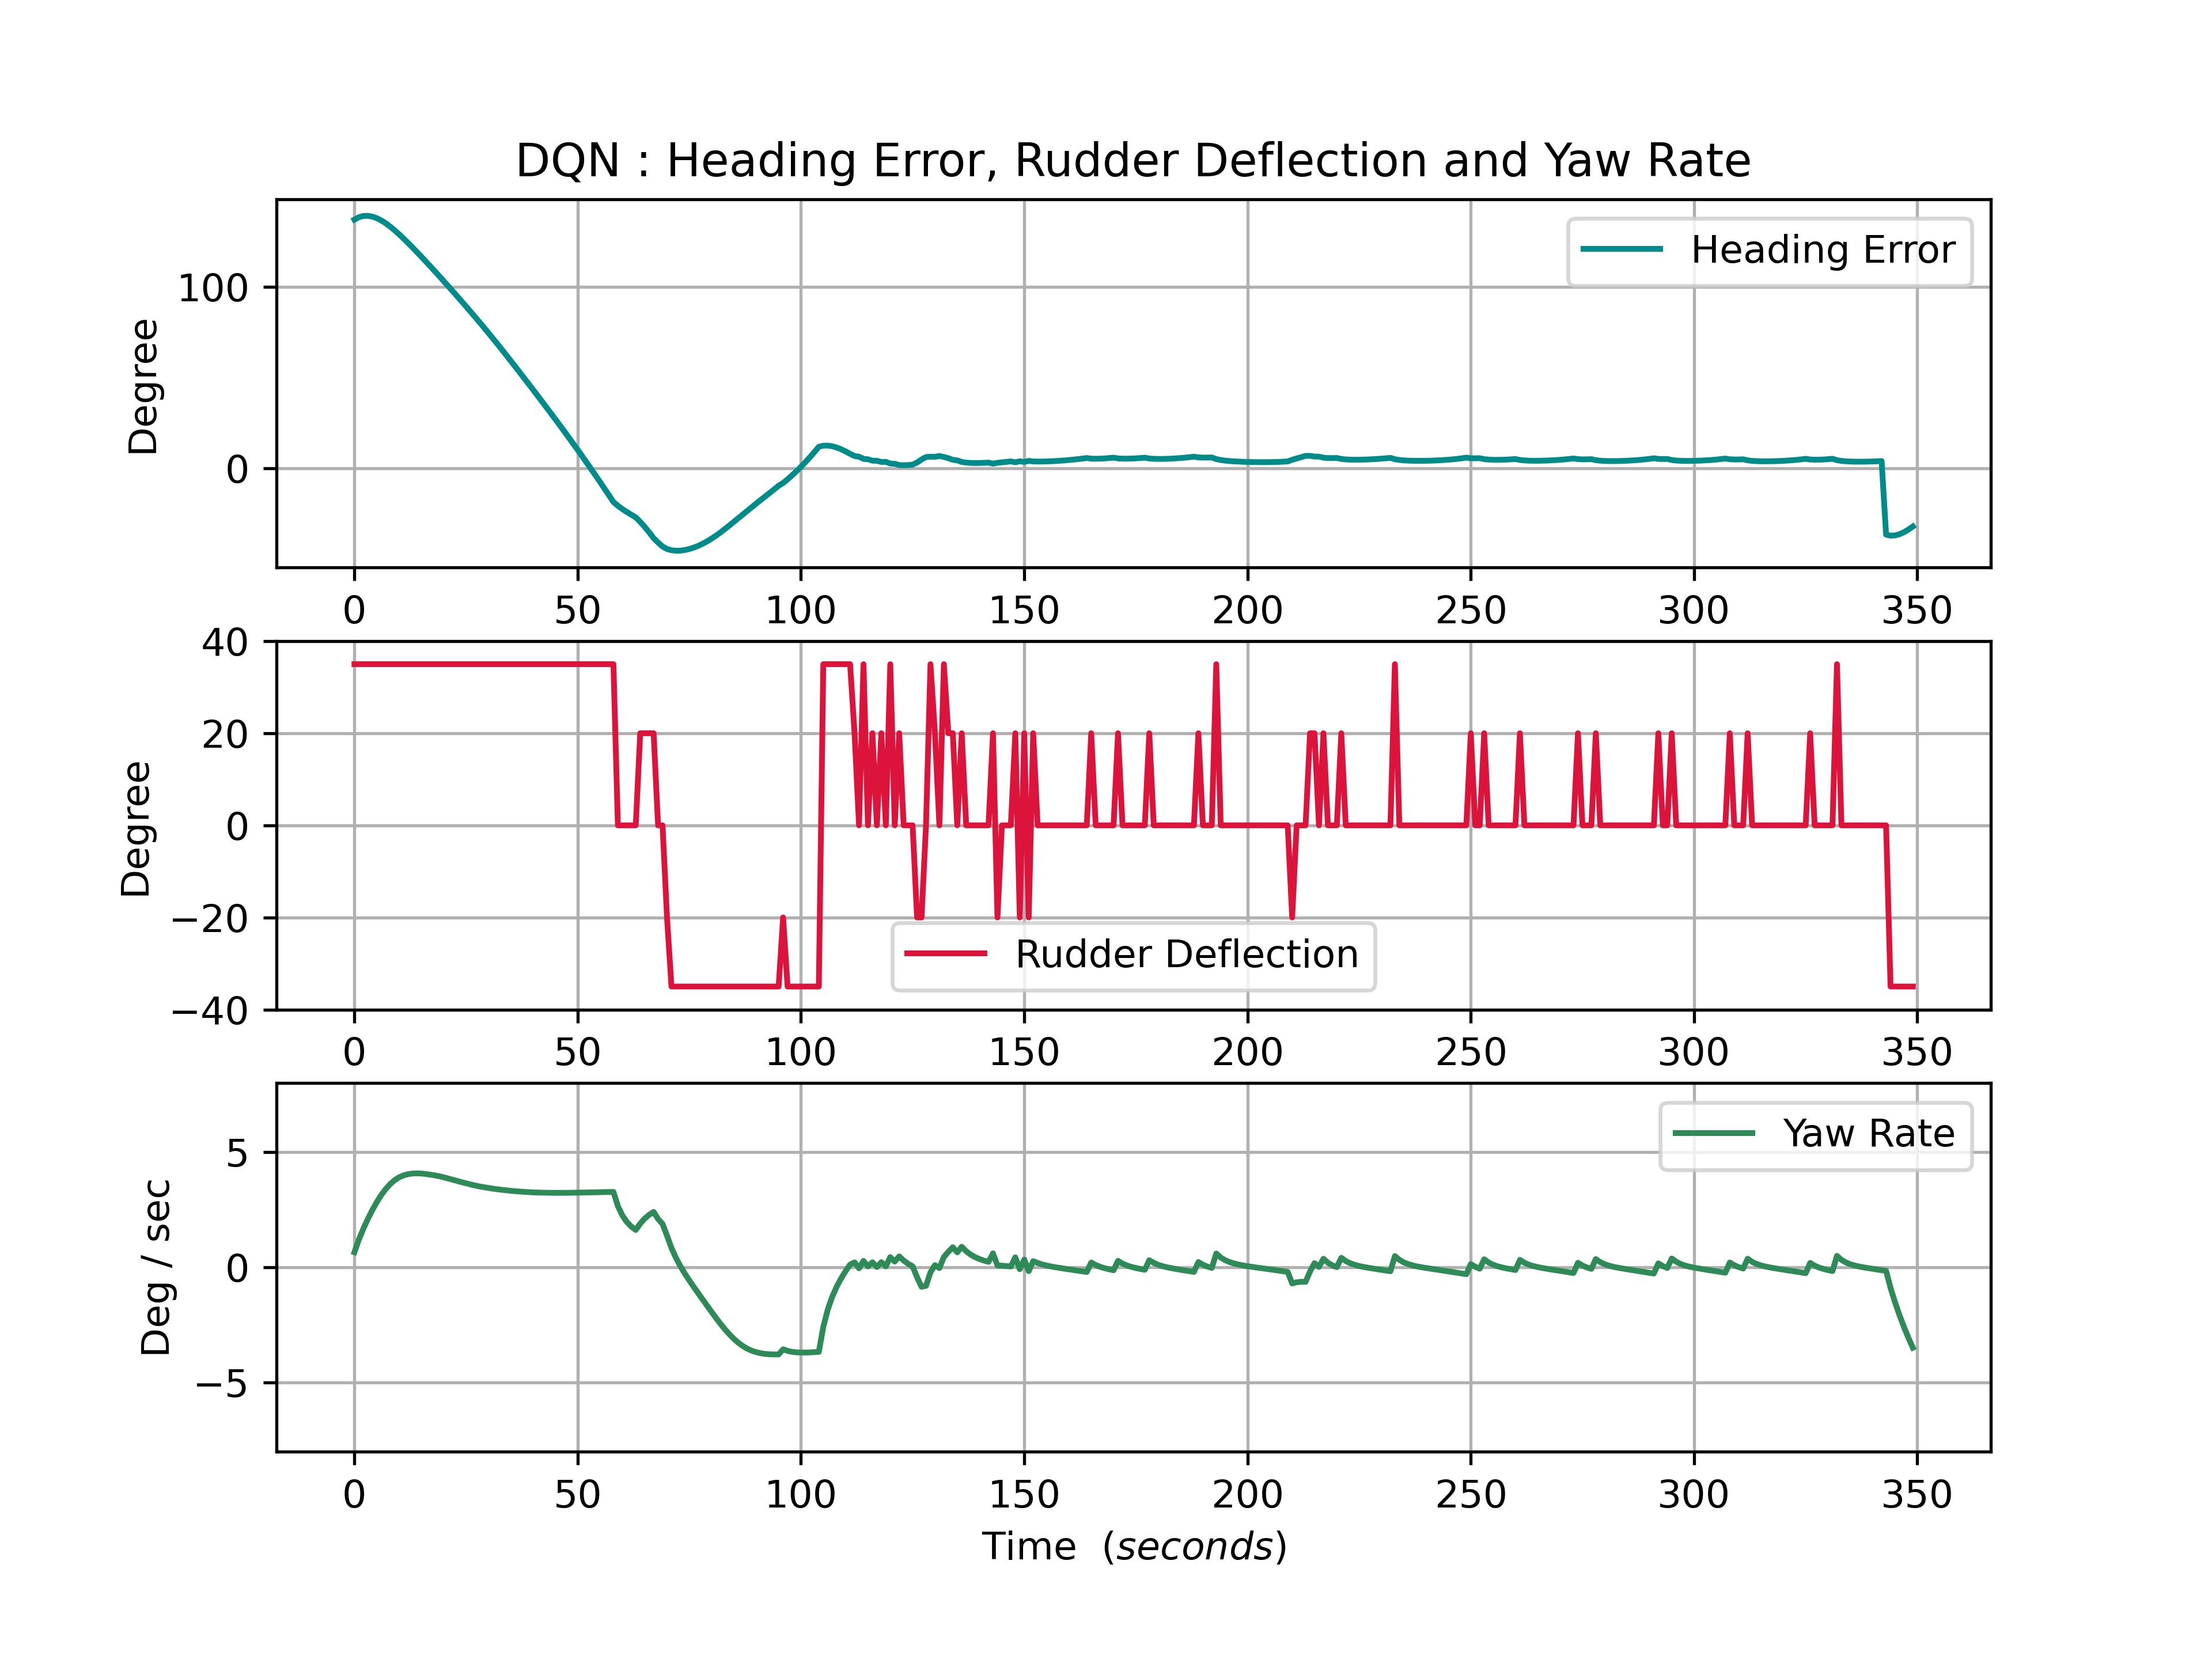 DQN : Heading Error, Rudder Deflection and Yaw Rate
Heading Error
Degree
100
0
0 50 100 150 200 250 300 350
Rudder Deflection
Degree
40
20
0
−20
−40
0 50 100 150 200 250 300 350
Yaw Rate
Deg / sec
5
0
−5
0 50 100 150 200 250 300 350
Time (seconds)